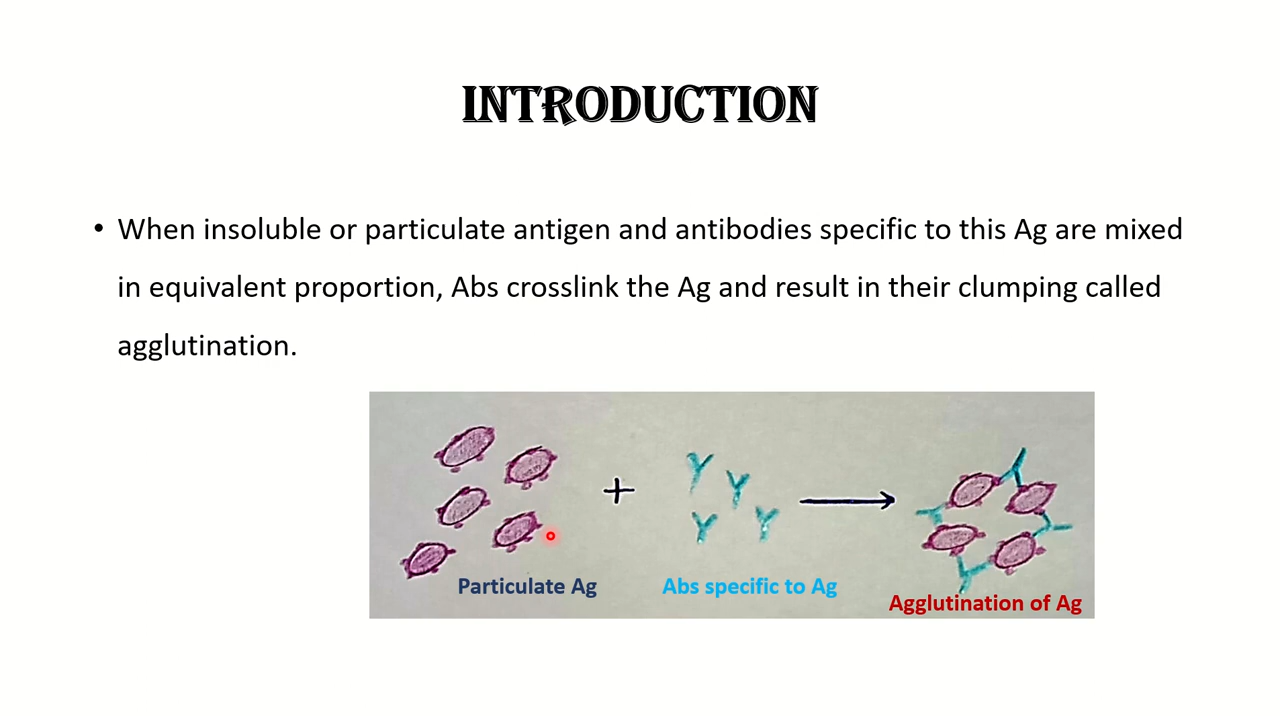 INTRODUCTION
• When insoluble or particulate antigen and antibodies specific to this Ag are mixed
in equivalent proportion, Abs crosslink the Ag and result in their clumping called
agglutination.
+
Particulate Ag
Abs specific to Ag
Agglutination of Ag